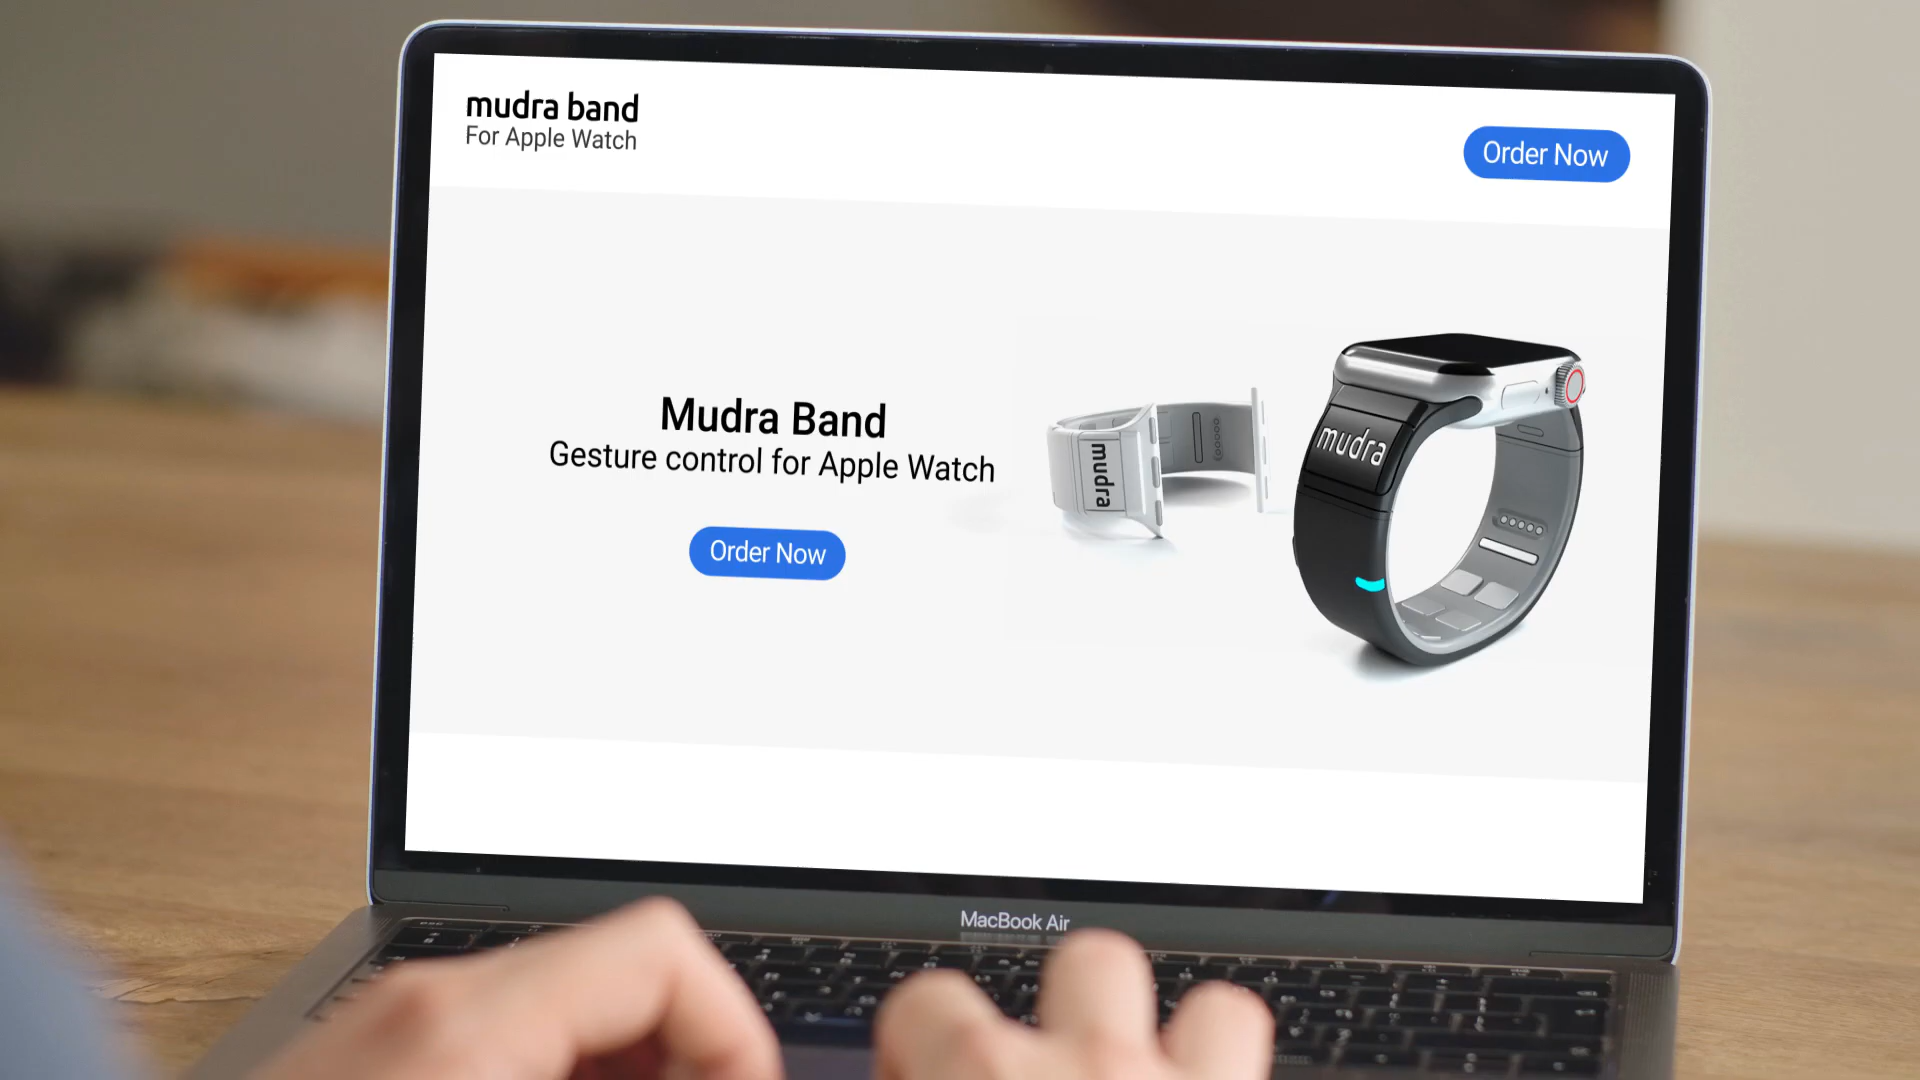 mudra band
For Apple Watch
Order Now
Mudra Band
Gesture control for Apple Watch
Order Now
mudra
mudra
MacBook Air
esc